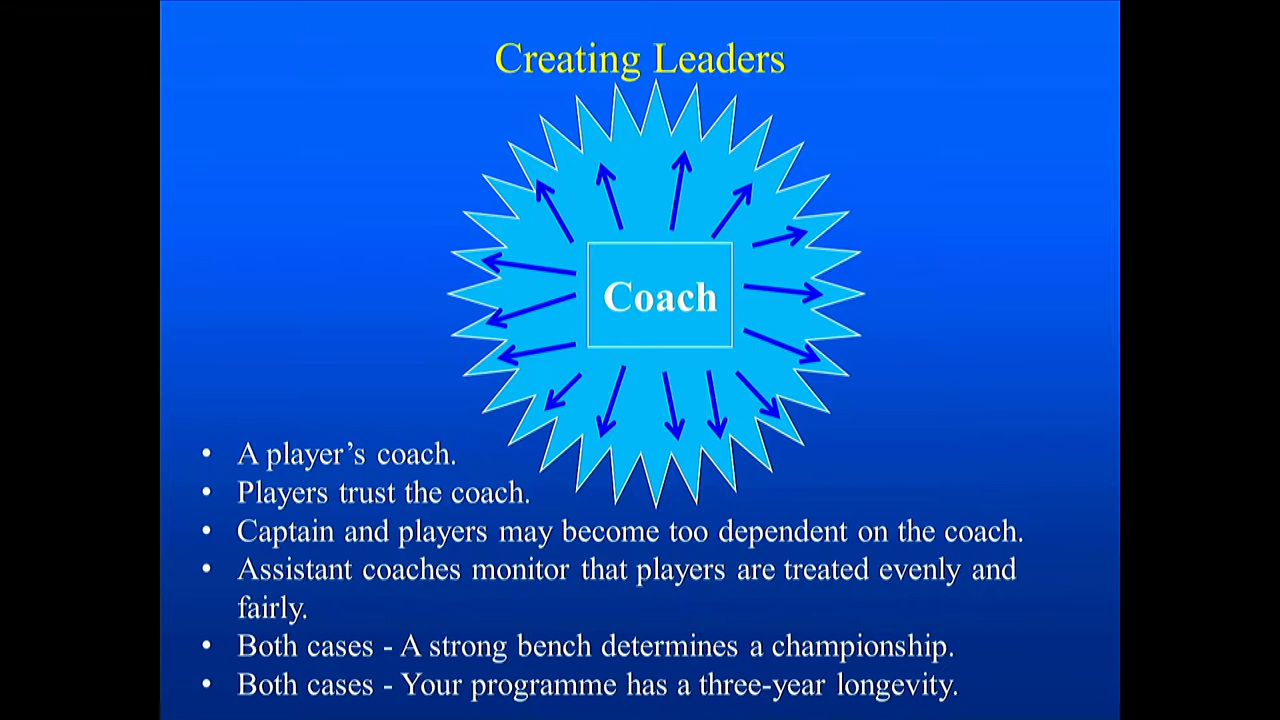 Creating Leaders
Coach
• A player’s coach.
• Players trust the coach.
• Captain and players may become too dependent on the coach.
• Assistant coaches monitor that players are treated evenly and
fairly.
• Both cases - A strong bench determines a championship.
• Both cases - Your programme has a three-year longevity.